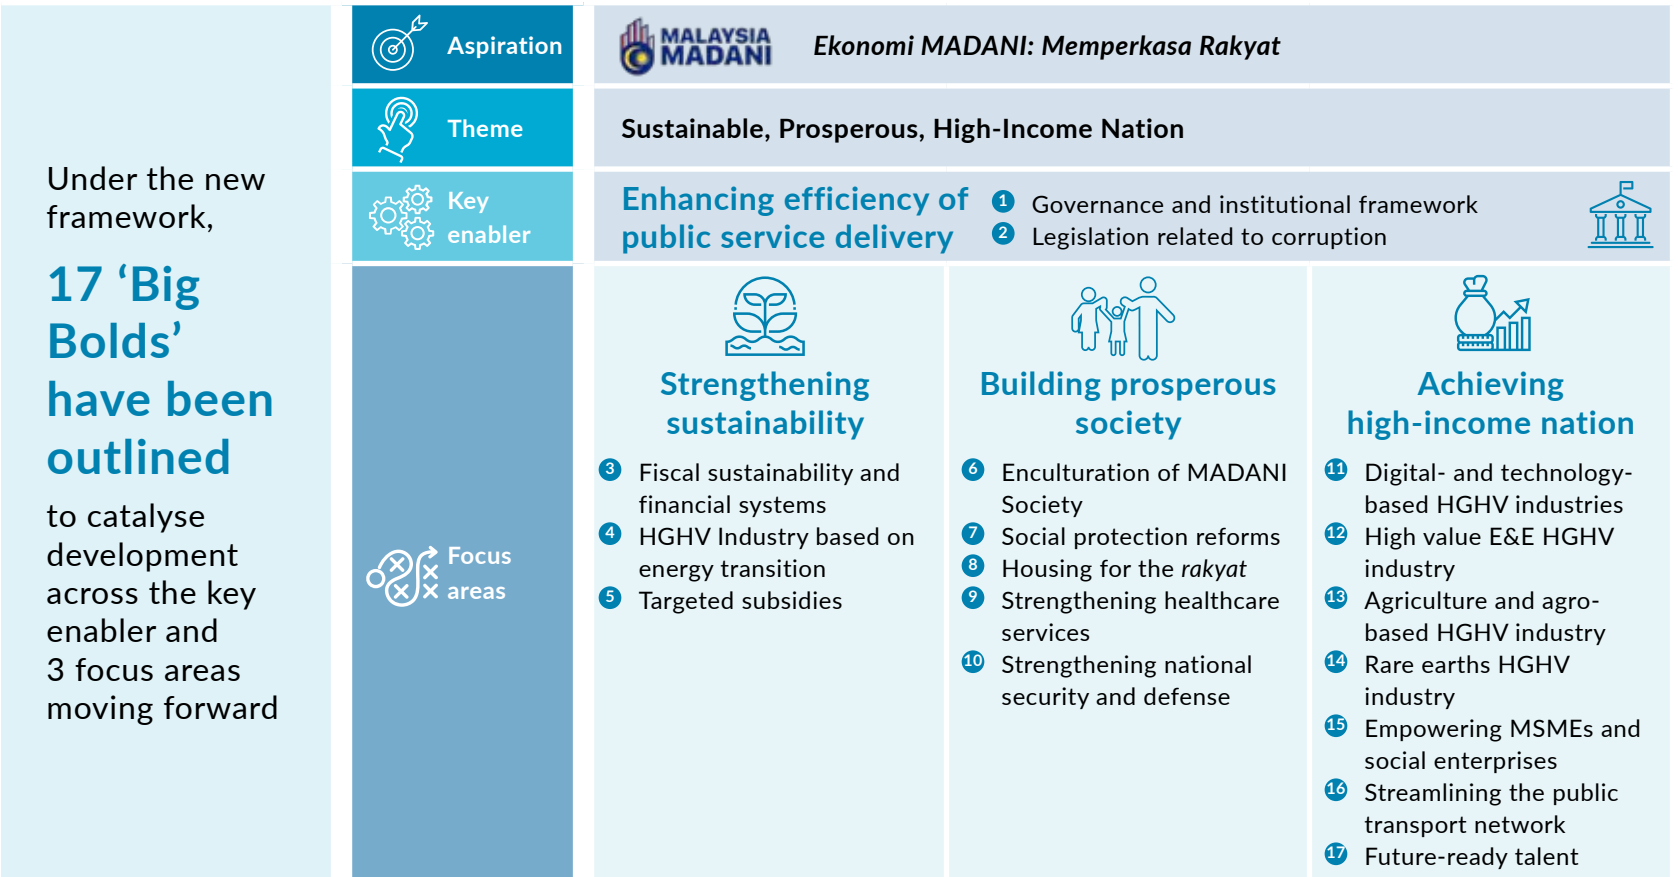 Under the new
framework,
17 ‘Big
Bolds’
have been
outlined
to catalyse
development
across the key
enabler and
3 focus areas
moving forward
Aspiration
MALAYSIA
MADANI
Ekonomi MADANI: Memperkasa Rakyat
Theme
Sustainable, Prosperous, High-Income Nation
Key
enabler
Enhancing efficiency of
public service delivery
1 Governance and institutional framework
2 Legislation related to corruption
Focus
areas
Strengthening
sustainability
3 Fiscal sustainability and
financial systems
4 HGHV Industry based on
energy transition
5 Targeted subsidies
Building prosperous
society
6 Enculturation of MADANI
Society
7 Social protection reforms
8 Housing for the rakyat
9 Strengthening healthcare
services
10 Strengthening national
security and defense
Achieving
high-income nation
11 Digital- and technology-
based HGHV industries
12 High value E&E HGHV
industry
13 Agriculture and agro-
based HGHV industry
14 Rare earths HGHV
industry
15 Empowering MSMEs and
social enterprises
16 Streamlining the public
transport network
17 Future-ready talent